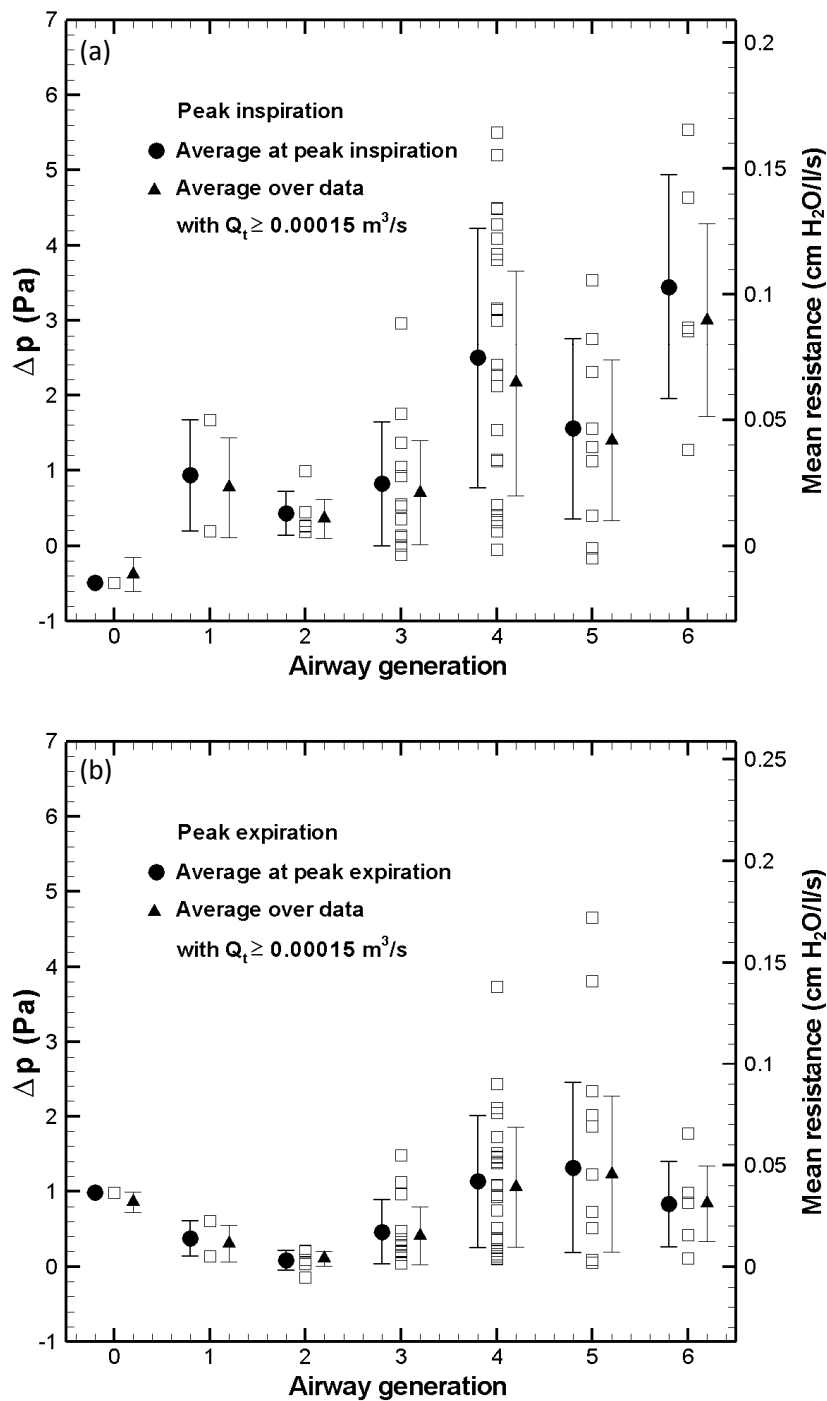 (a)
Peak inspiration
Average at peak inspiration
Average over data
with Qt ≥ 0.00015 m³/s
7
6
5
4
3
2
1
0
-1
Δp (Pa)
0.2
0.15
0.1
0.05
0
Mean resistance (cm H₂O/l/s)
0 1 2 3 4 5 6
Airway generation
(b)
Peak expiration
Average at peak expiration
Average over data
with Qt ≥ 0.00015 m³/s
7
6
5
4
3
2
1
0
-1
Δp (Pa)
0.25
0.2
0.15
0.1
0.05
0
Mean resistance (cm H₂O/l/s)
0 1 2 3 4 5 6
Airway generation